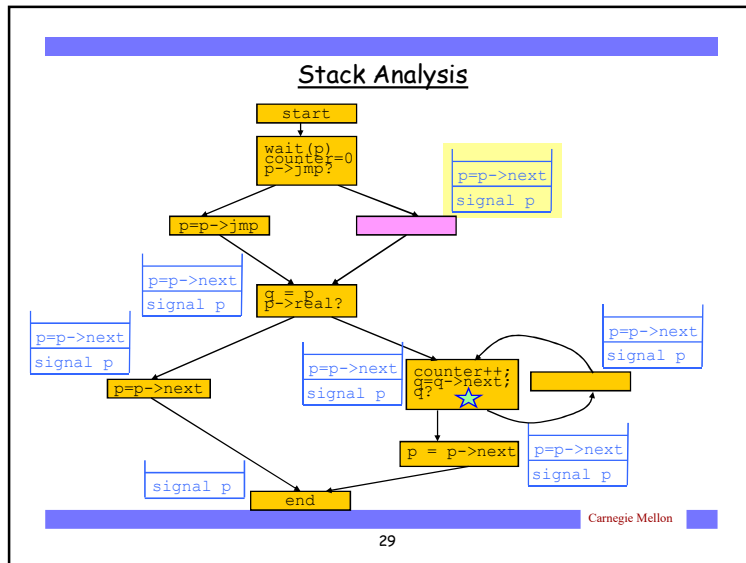 Stack Analysis
start
wait(p)
counter=0
p->jmp?
p=p->next
signal p
p=p->jmp
p=p->next
signal p
q = p
p->real?
p=p->next
signal p
p=p->next
signal p
p=p->next
signal p
p=p->next
counter++;
q=q->next;
q?
p = p->next
p=p->next
signal p
signal p
end
Carnegie Mellon
29